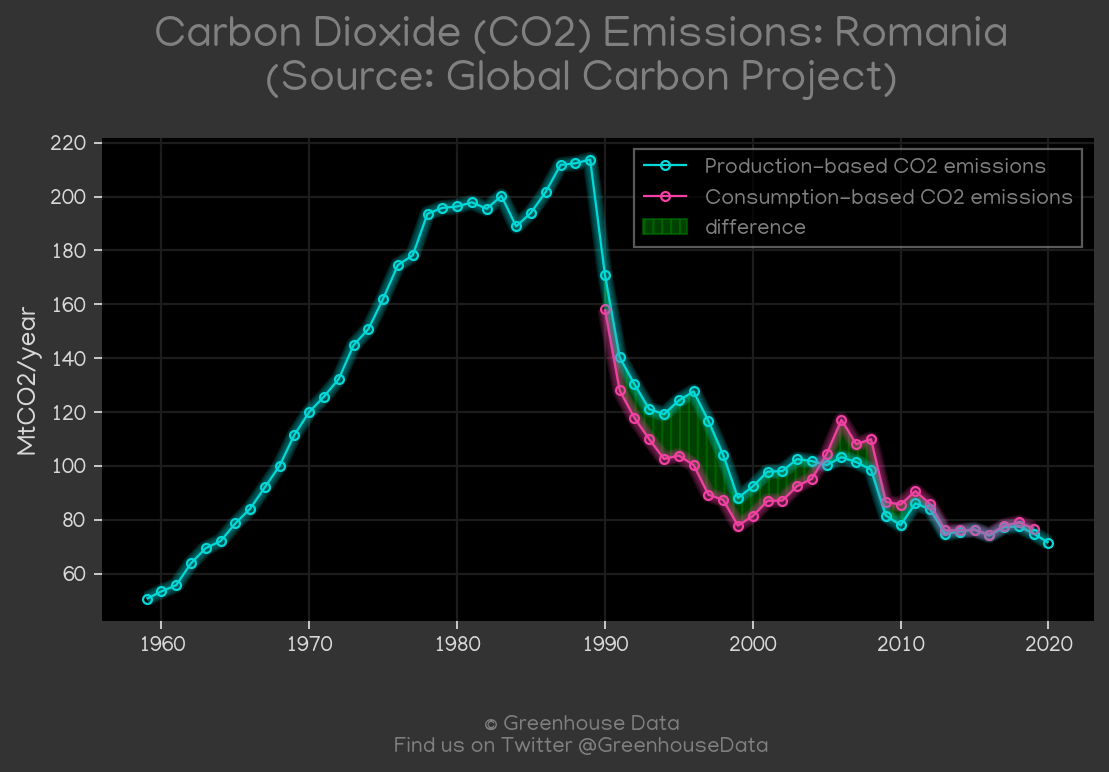 Carbon Dioxide (CO2) Emissions: Romania
(Source: Global Carbon Project)
220
200
180
160
140
120
100
80
60
MtCO2/year
Production-based CO2 emissions
Consumption-based CO2 emissions
difference
1960 1970 1980 1990 2000 2010 2020
© Greenhouse Data
Find us on Twitter @GreenhouseData